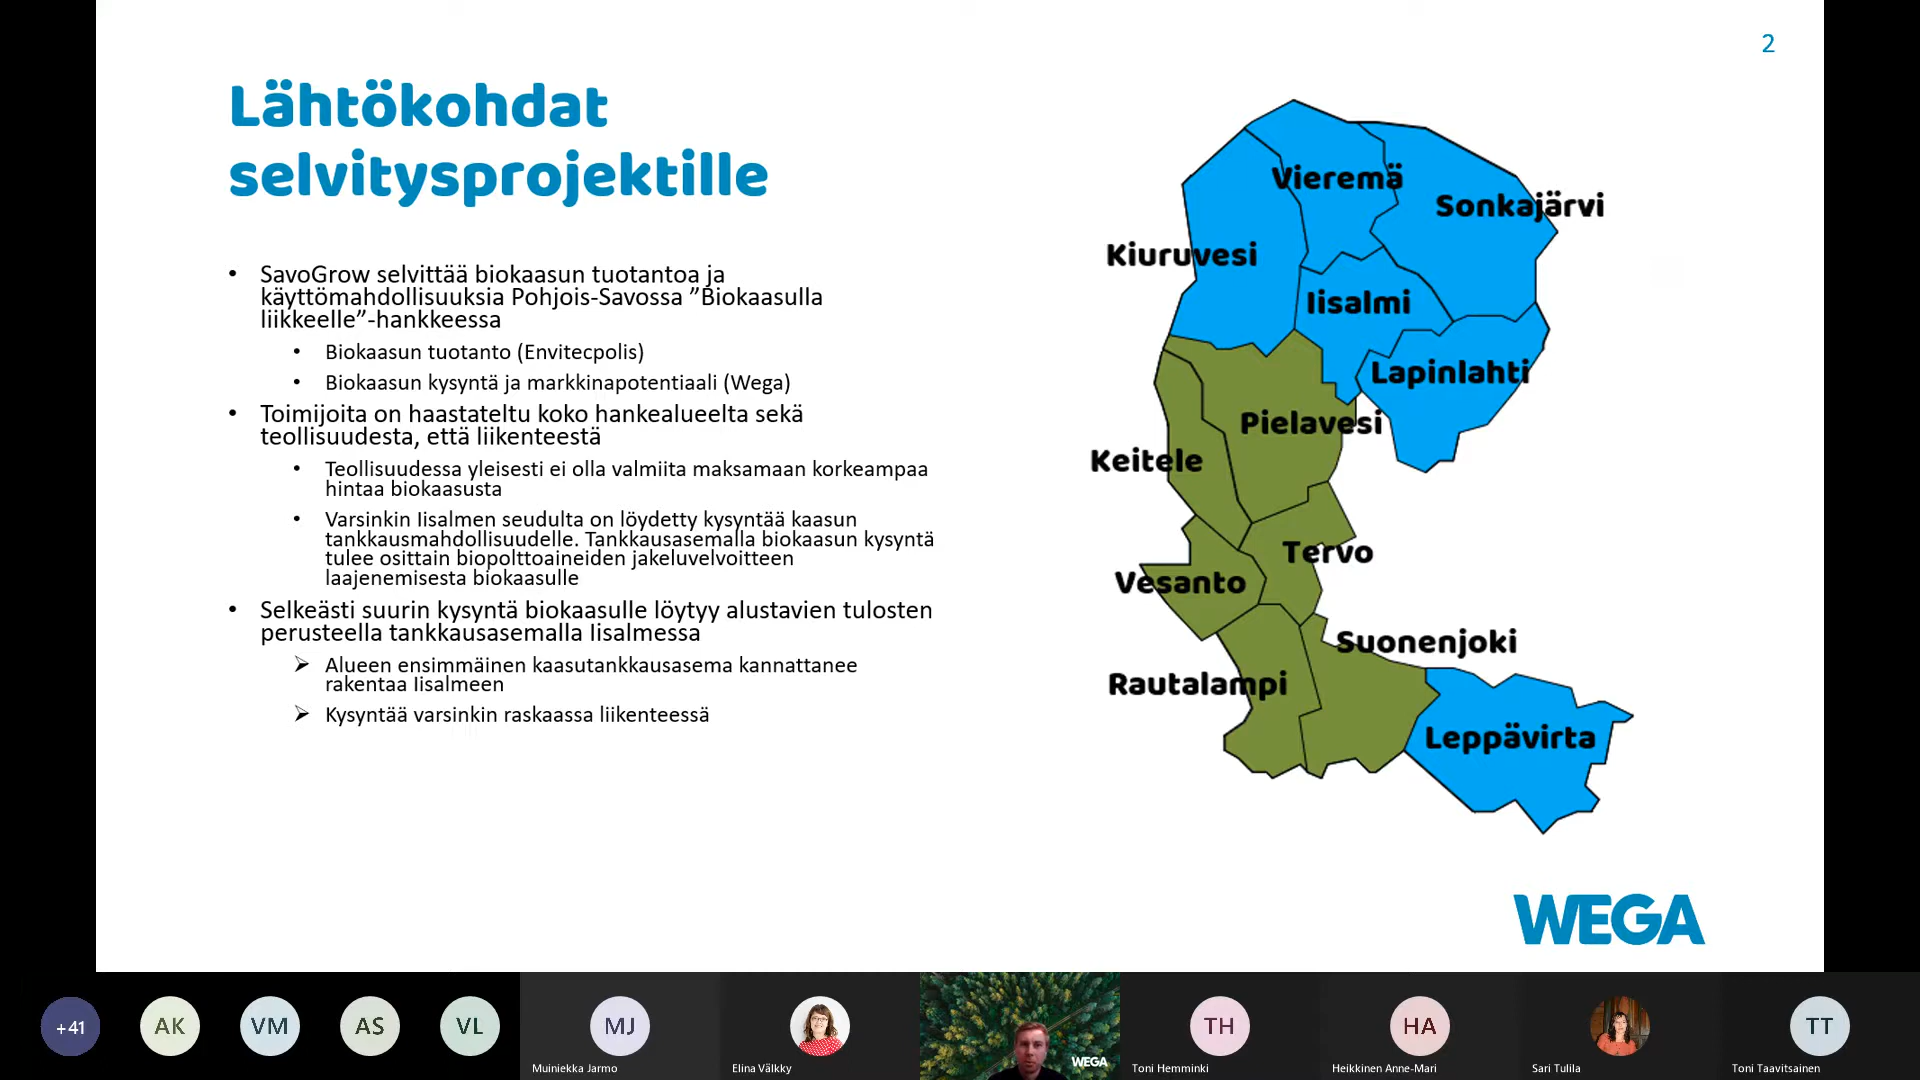 2
Lähtökohdat
selvitysprojektille
• SavoGrow selvittää biokaasun tuotantoa ja
käyttömahdollisuuksia Pohjois-Savossa ”Biokaasulla
liikkeelle”-hankkeessa
• Biokaasun tuotanto (Envitecpolis)
• Biokaasun kysyntä ja markkinapotentiaali (Wega)
• Toimijoita on haastateltu koko hankealueelta sekä
teollisuudesta, että liikenteestä
• Teollisuudessa yleisesti ei olla valmiita maksamaan korkeampaa
hintaa biokaasusta
• Varsinkin Iisalmen seudulta on löydetty kysyntää kaasun
tankkausmahdollisuudelle. Tankkausasemalla biokaasun kysyntä
tulee osittain biopolttoaineiden jakeluvelvoitteen
laajenemisesta biokaasulle
• Selkeästi suurin kysyntä biokaasulle löytyy alustavien tulosten
perusteella tankkausasemalla Iisalmessa
➢ Alueen ensimmäinen kaasutankkausasema kannattanee
rakentaa Iisalmeen
➢ Kysyntää varsinkin raskaassa liikenteessä
Vieremä
Sonkajärvi
Kiuruvesi
Iisalmi
Lapinlahti
Pielavesi
Keitele
Tervo
Vesanto
Suonenjoki
Rautalampi
Leppävirta
WEGA
+41
AK
VM
AS
VL
MJ
Muiniekka Jarmo
Elina Välkky
WEGA
TH
Toni Hemminki
HA
Heikkinen Anne-Mari
Sari Tulila
TT
Toni Taavitsainen